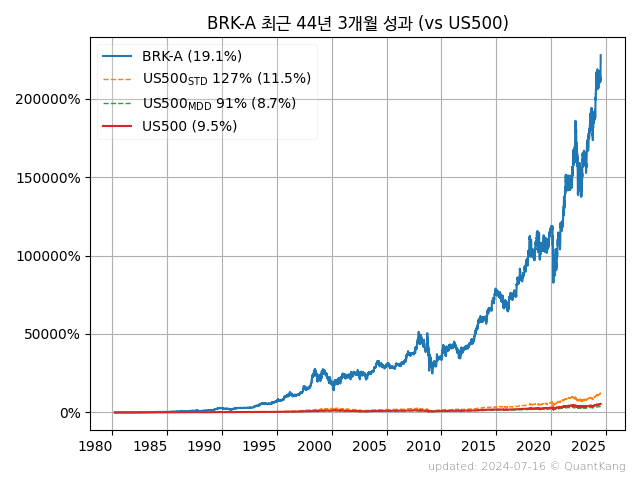 BRK-A 최근 44년 3개월 성과 (vs US500)
BRK-A (19.1%)
US500STD 127% (11.5%)
US500MDD 91% (8.7%)
US500 (9.5%)
200000%
150000%
100000%
50000%
0%
1980 1985 1990 1995 2000 2005 2010 2015 2020 2025
updated: 2024-07-16 © QuantKang